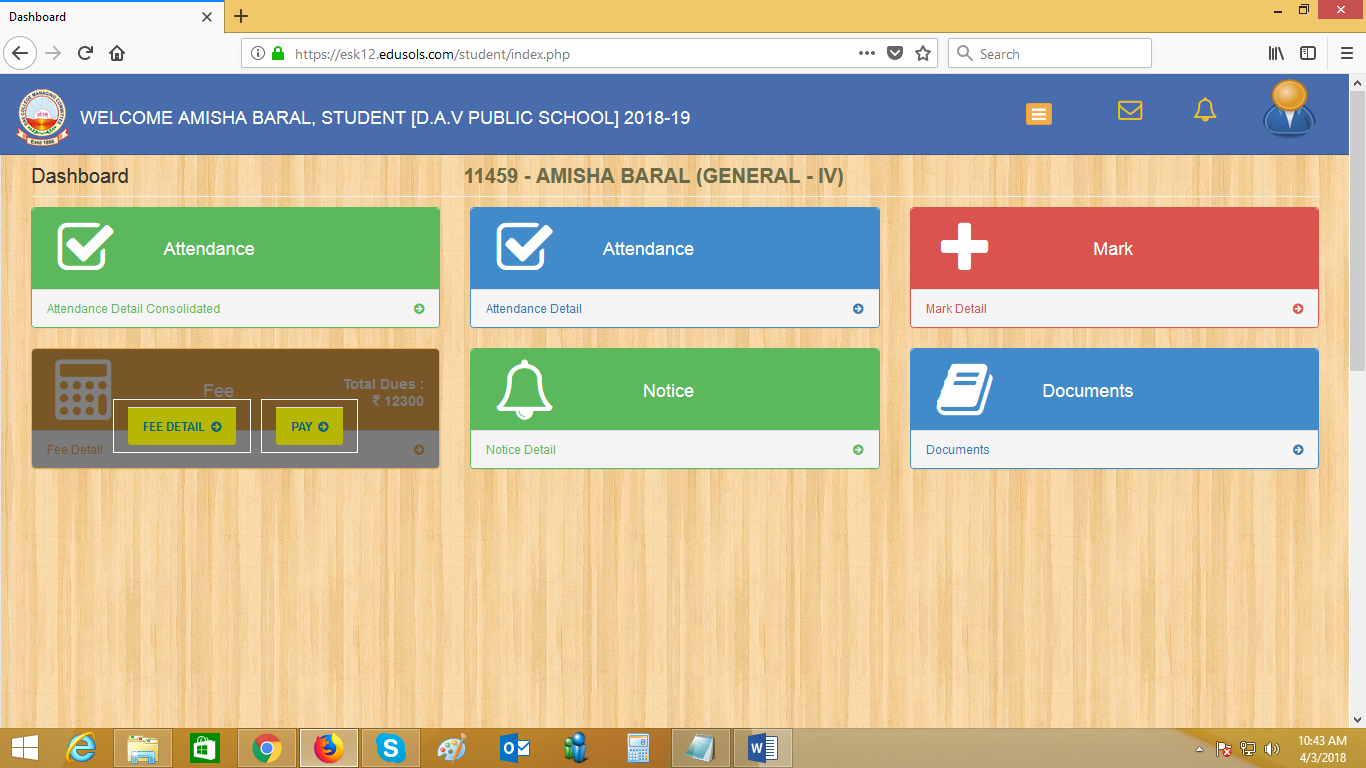 Dashboard
https://esk12.edusols.com/student/index.php
Search
WELCOME AMISHA BARAL, STUDENT [D.A.V PUBLIC SCHOOL] 2018-19
Dashboard
11459 - AMISHA BARAL (GENERAL - IV)
Attendance
Attendance Detail Consolidated
Attendance
Attendance Detail
Mark
Mark Detail
Fee
Total Dues :
₹ 12300
FEE DETAIL
PAY
Fee Detail
Notice
Notice Detail
Documents
Documents
10:43 AM
4/3/2018